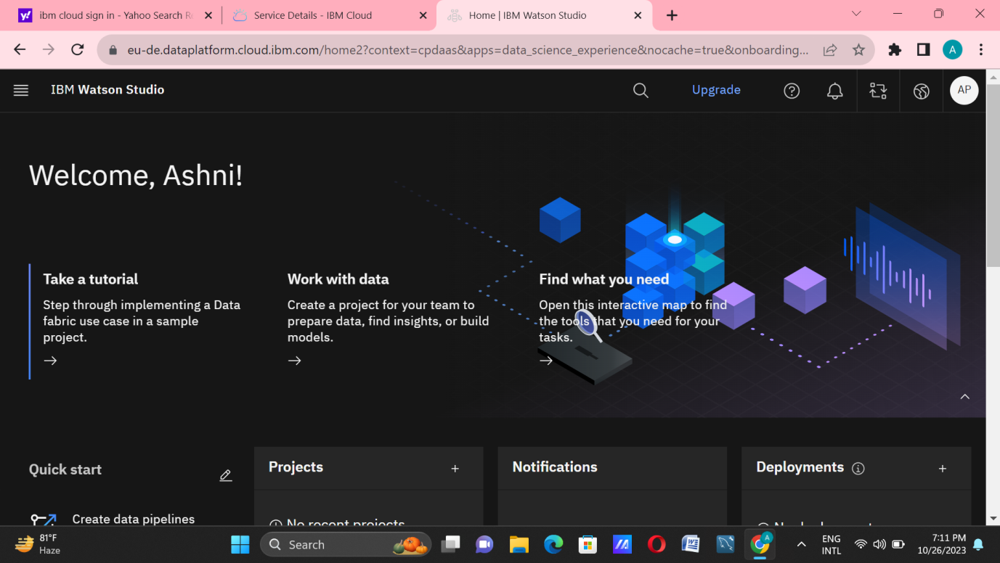 ibm cloud sign in - Yahoo Search Re
Service Details - IBM Cloud
Home | IBM Watson Studio
eu-de.dataplatform.cloud.ibm.com/home2?context=cpdaas&apps=data_science_experience&nocache=true&onboarding...
A
IBM Watson Studio
Upgrade
AP
Welcome, Ashni!
Take a tutorial
Step through implementing a Data
fabric use case in a sample
project.
Work with data
Create a project for your team to
prepare data, find insights, or build
models.
Find what you need
Open this interactive map to find
the tools that you need for your
tasks.
Quick start
Create data pipelines
Projects
No recent projects
Notifications
Deployments
81°F
Haze
Search
A
ENG
INTL
7:11 PM
10/26/2023